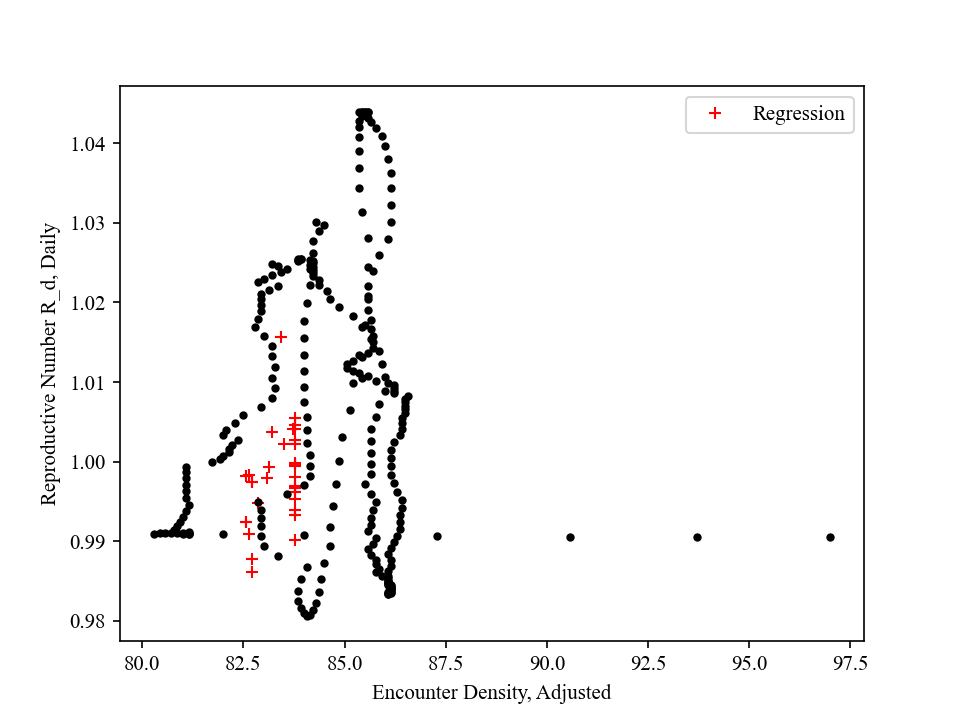 Regression
1.04
1.03
1.02
1.01
1.00
0.99
0.98
Reproductive Number R_d, Daily
80.0 82.5 85.0 87.5 90.0 92.5 95.0 97.5
Encounter Density, Adjusted